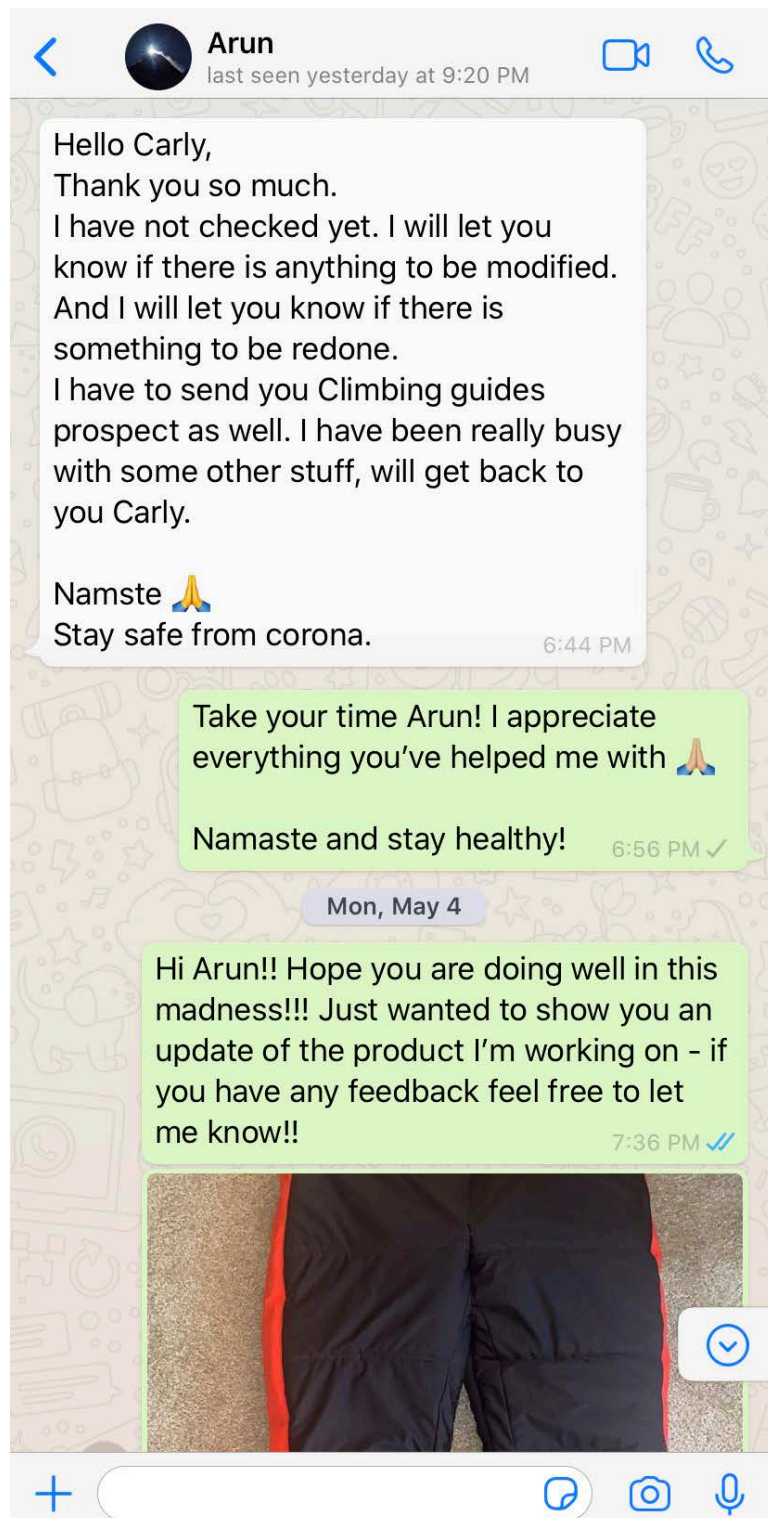 Arun
last seen yesterday at 9:20 PM
Hello Carly,
Thank you so much.
I have not checked yet. I will let you
know if there is anything to be modified.
And I will let you know if there is
something to be redone.
I have to send you Climbing guides
prospect as well. I have been really busy
with some other stuff, will get back to
you Carly.
Namste 🙏
Stay safe from corona.
6:44 PM
Take your time Arun! I appreciate
everything you’ve helped me with 🙏🏼
Namaste and stay healthy!
6:56 PM
Mon, May 4
Hi Arun!! Hope you are doing well in this
madness!!! Just wanted to show you an
update of the product I’m working on - if
you have any feedback feel free to let
me know!!
7:36 PM